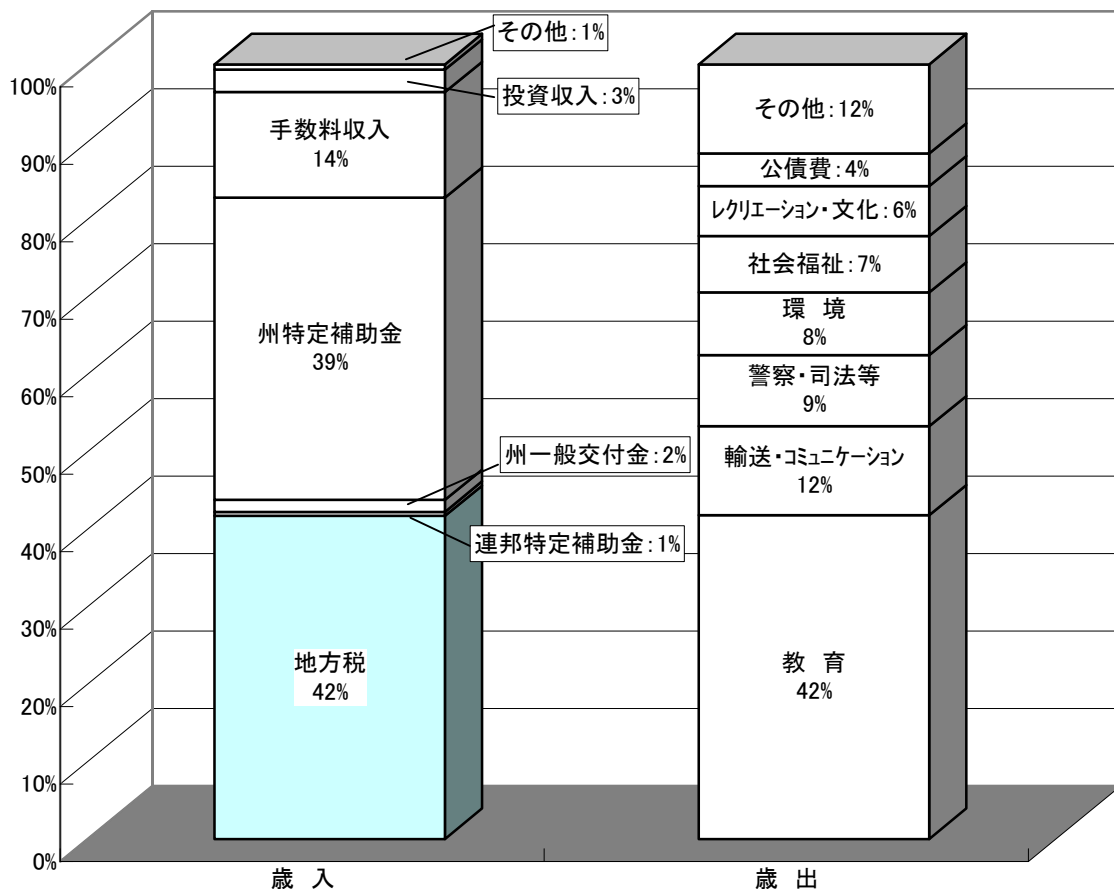 その他：1%
投資収入：3%
手数料収入
14%
州特定補助金
39%
州一般交付金：2%
連邦特定補助金：1%
地方税
42%
その他：12%
公債費：4%
レクリエーション・文化：6%
社会福祉：7%
環 境
8%
警察・司法等
9%
輸送・コミュニケーション
12%
教 育
42%
100%
90%
80%
70%
60%
50%
40%
30%
20%
10%
0%
歳 入
歳 出